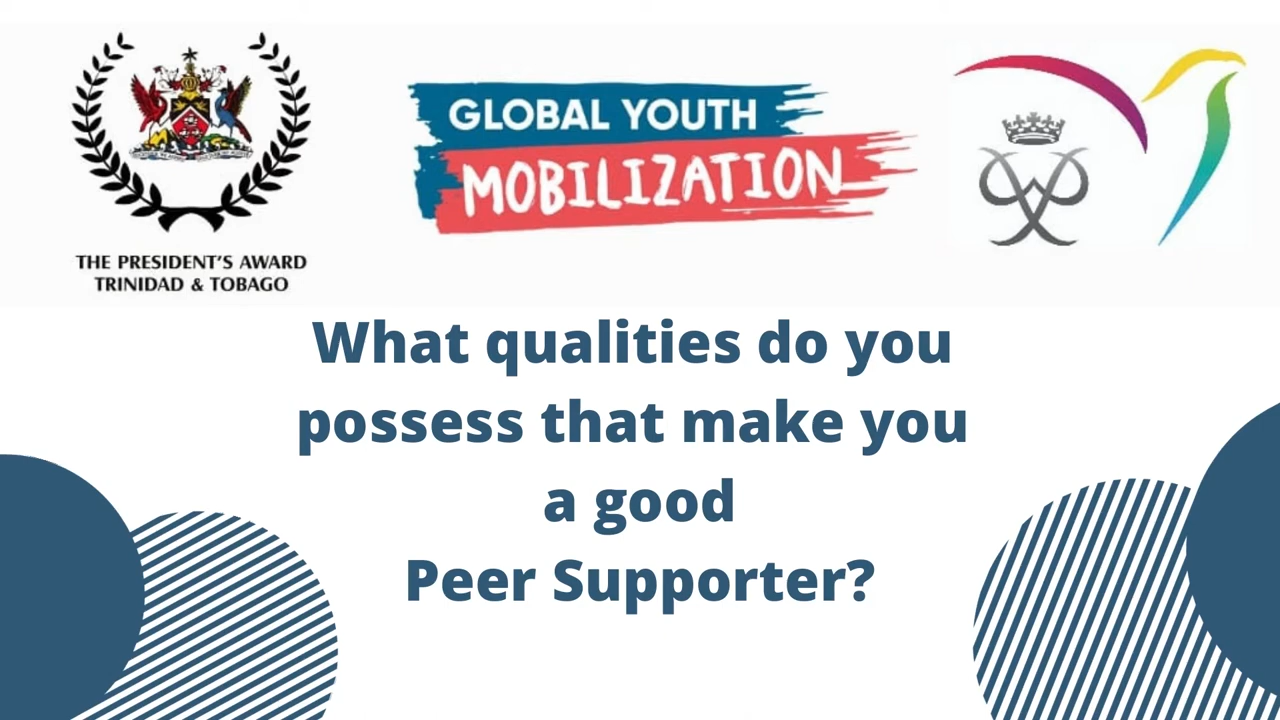 THE PRESIDENT'S AWARD
TRINIDAD & TOBAGO
GLOBAL YOUTH
MOBILIZATION
What qualities do you
possess that make you
a good
Peer Supporter?